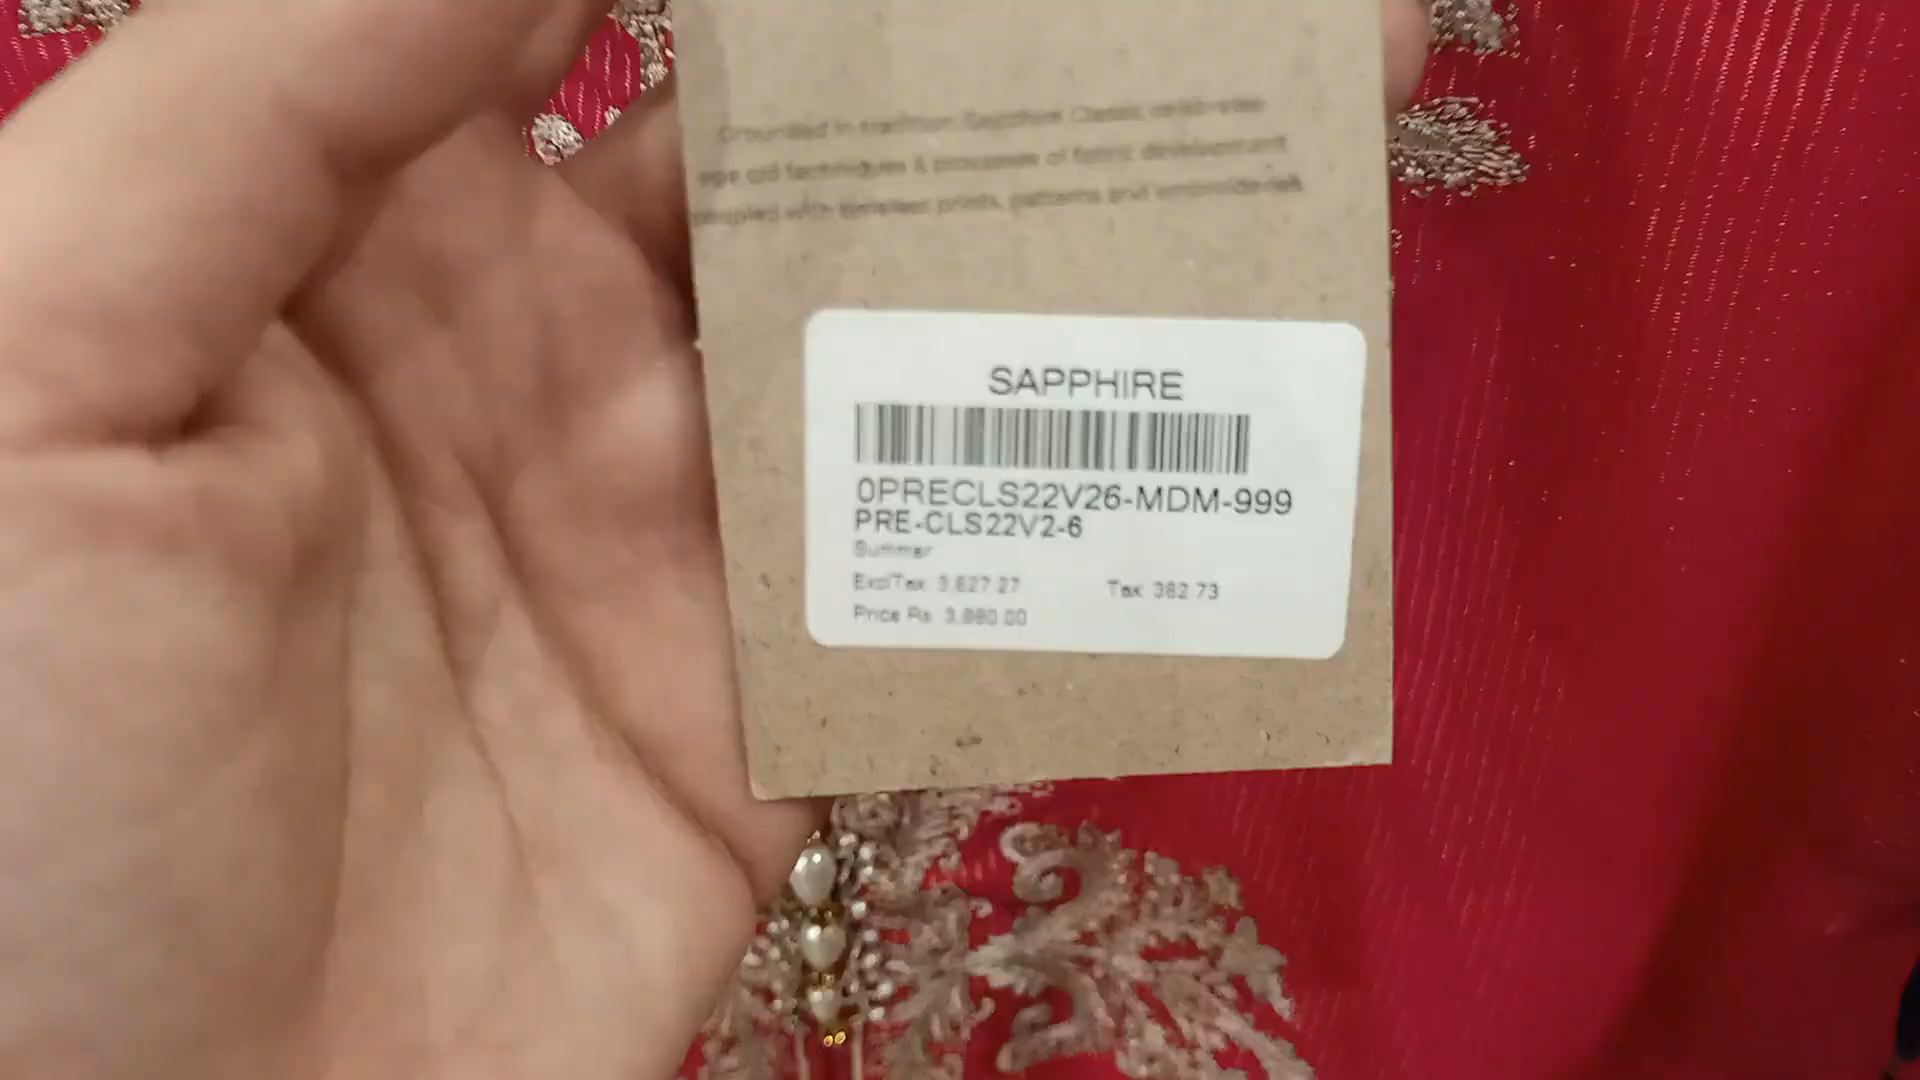 Grounded in tradition Sapphire Classic celebrates
age old techniques & processes of fabric development
coupled with timeless prints, patterns and embroideries
SAPPHIRE
0PRECLS22V26-MDM-999
PRE-CLS22V2-6
Summer
ExclTax 3,627.27 Tax 362.73
Price Rs. 3,990.00